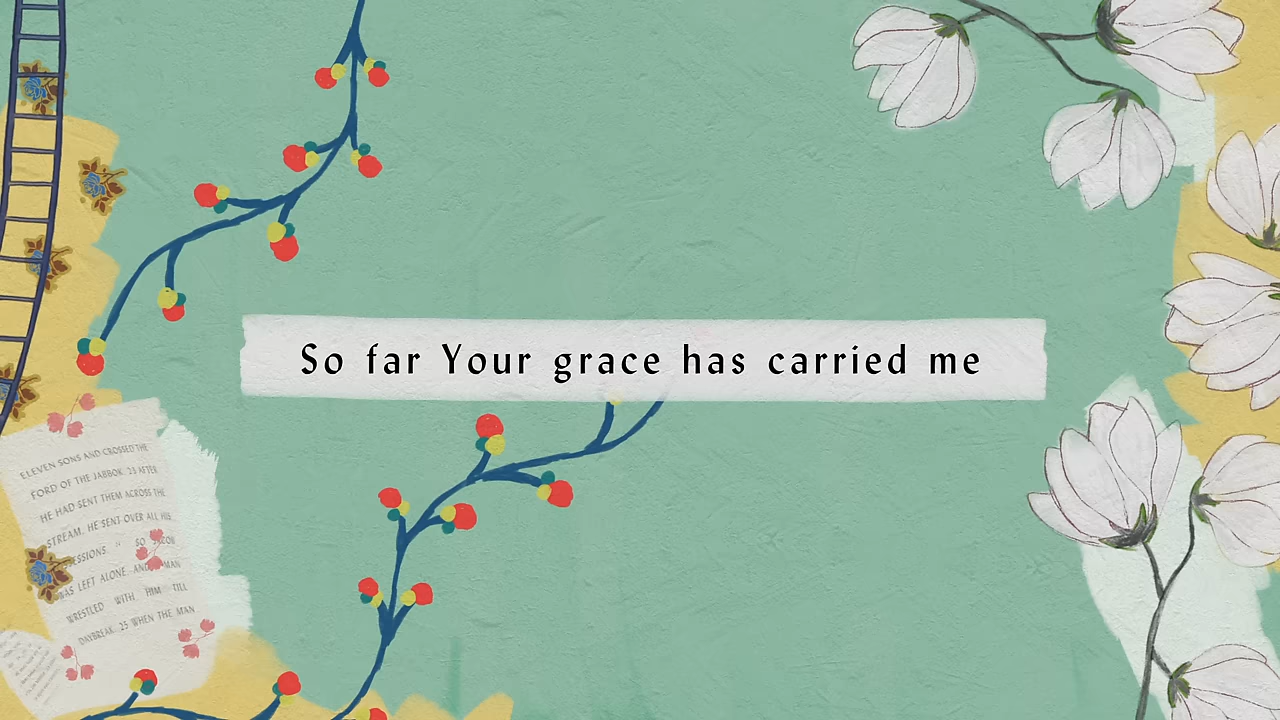 So far Your grace has carried me
ELEVEN SONS AND CROSSED THE
FORD OF THE JABBOK. 23 AFTER
HE HAD SENT THEM ACROSS THE
STREAM, HE SENT OVER ALL HIS
SO
WAS LEFT ALONE, AND MAN
WRESTLED WITH HIM TILL
DAYBREAK. 25 WHEN THE MAN